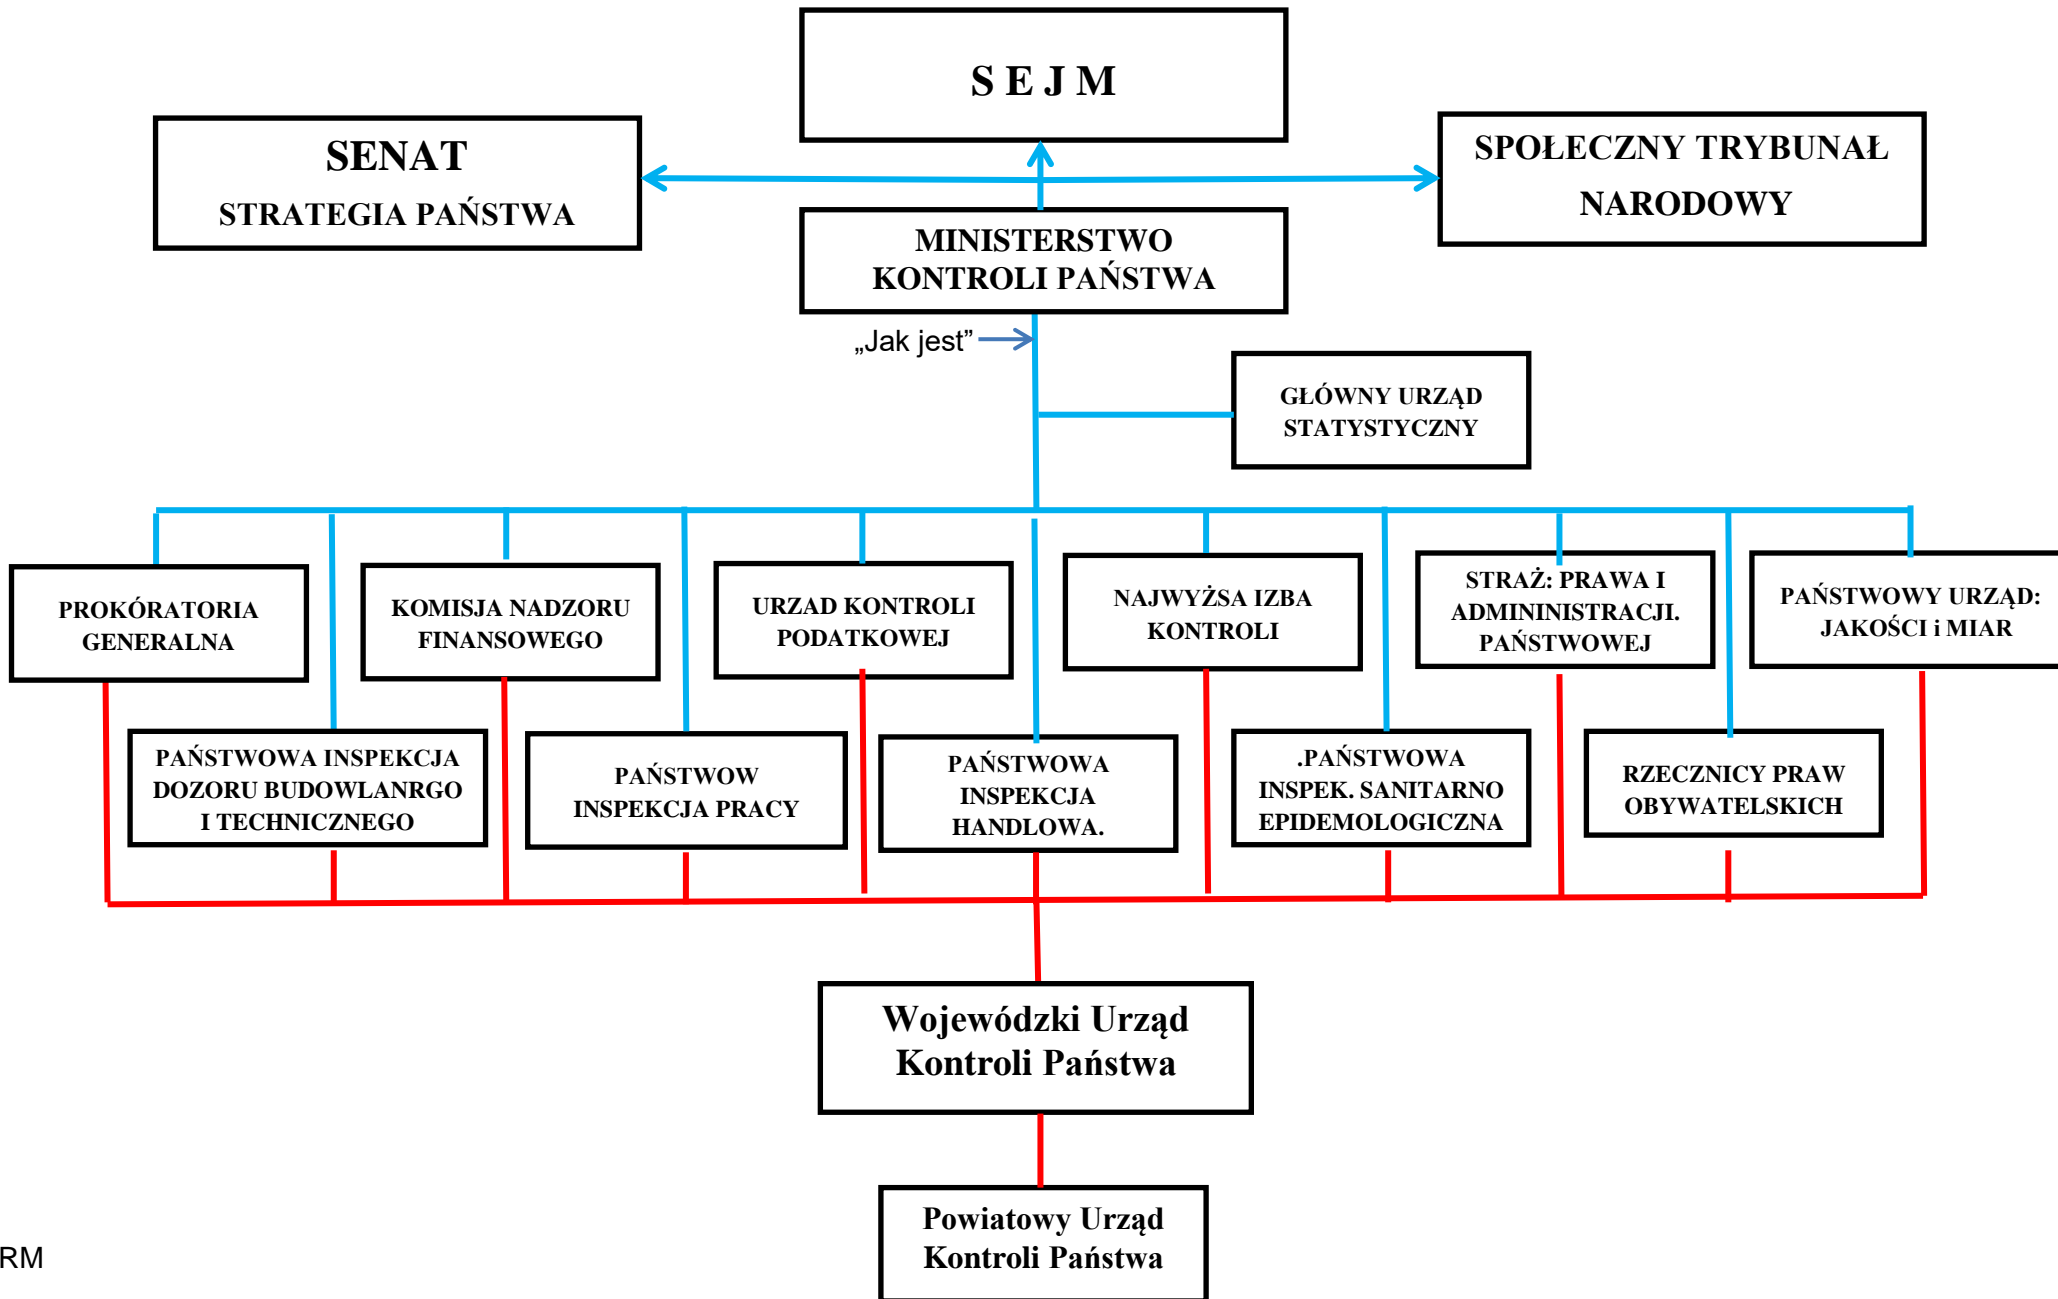 S E J M
SENAT
STRATEGIA PAŃSTWA
SPOŁECZNY TRYBUNAŁ
NARODOWY
MINISTERSTWO
KONTROLI PAŃSTWA
„Jak jest”
GŁÓWNY URZĄD
STATYSTYCZNY
PROKÓRATORIA
GENERALNA
KOMISJA NADZORU
FINANSOWEGO
URZAD KONTROLI
PODATKOWEJ
NAJWYŻSA IZBA
KONTROLI
STRAŻ: PRAWA I
ADMININISTRACJI.
PAŃSTWOWEJ
PAŃSTWOWY URZĄD:
JAKOŚCI i MIAR
PAŃSTWOWA INSPEKCJA
DOZORU BUDOWLANRGO
I TECHNICZNEGO
PAŃSTWOW
INSPEKCJA PRACY
PAŃSTWOWA
INSPEKCJA
HANDLOWA.
.PAŃSTWOWA
INSPEK. SANITARNO
EPIDEMOLOGICZNA
RZECZNICY PRAW
OBYWATELSKICH
Wojewódzki Urząd
Kontroli Państwa
Powiatowy Urząd
Kontroli Państwa
RM